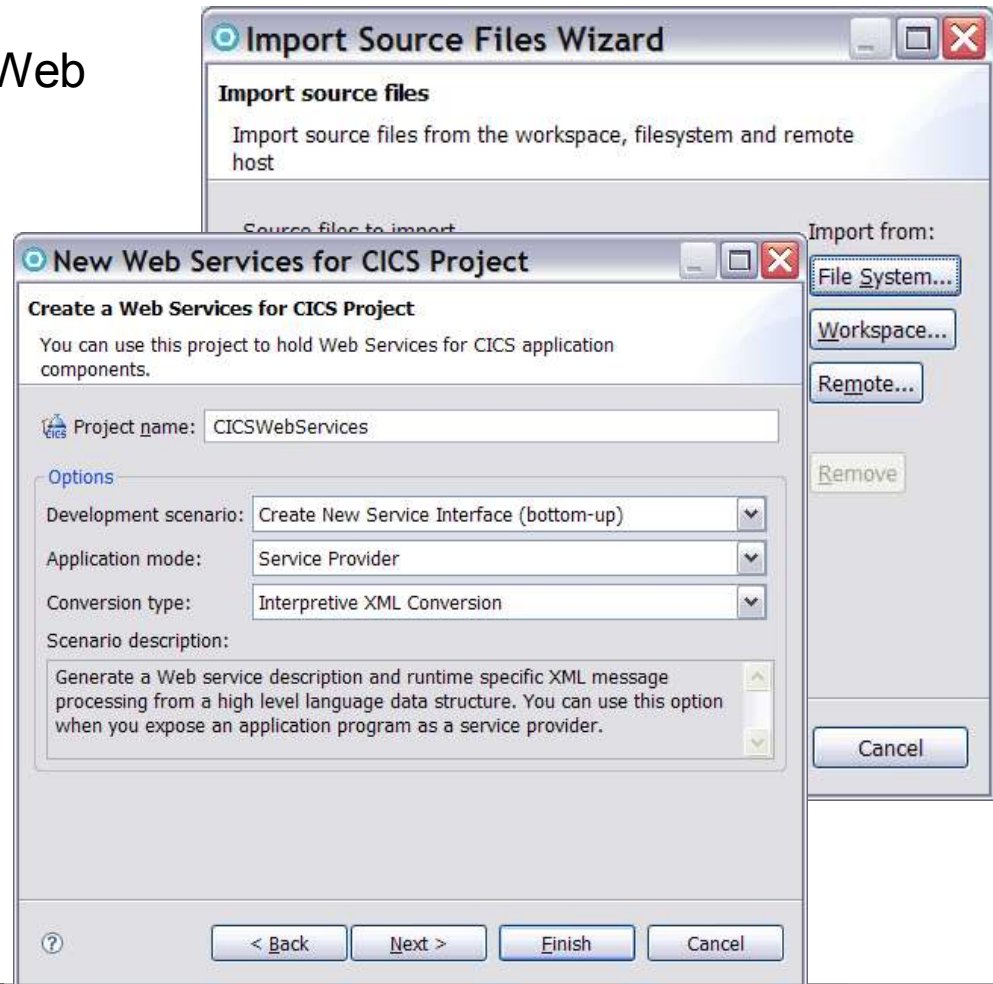 Web
Import Source Files Wizard
Import source files
Import source files from the workspace, filesystem and remote
host
Source files to import
Import from:
File System...
Workspace...
Remote...
Remove
Cancel
New Web Services for CICS Project
Create a Web Services for CICS Project
You can use this project to hold Web Services for CICS application
components.
CICS
Project name: CICSWebServices
Options
Development scenario: Create New Service Interface (bottom-up)
Application mode: Service Provider
Conversion type: Interpretive XML Conversion
Scenario description:
Generate a Web service description and runtime specific XML message
processing from a high level language data structure. You can use this option
when you expose an application program as a service provider.
?
< Back
Next >
Finish
Cancel